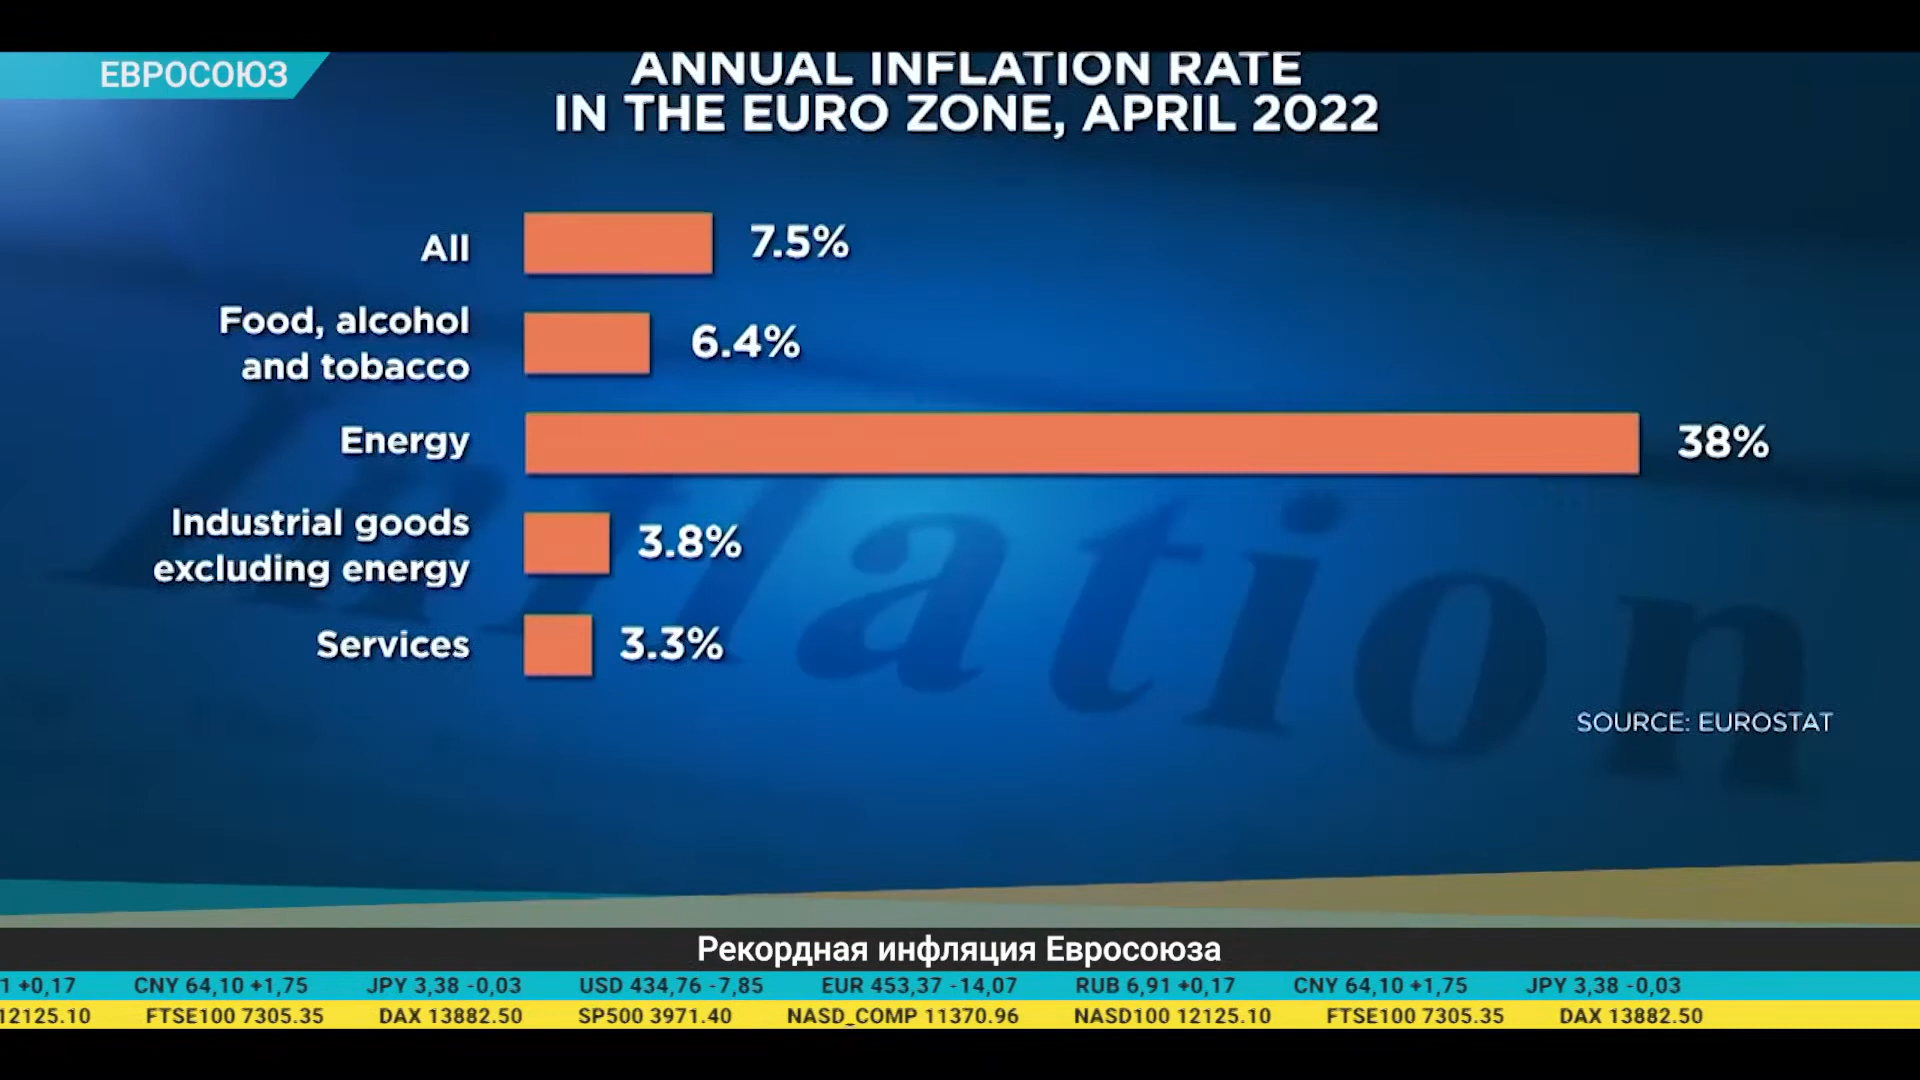 ЕВРОСОЮЗ
ANNUAL INFLATION RATE
IN THE EURO ZONE, APRIL 2022
All 7.5%
Food, alcohol
and tobacco 6.4%
Energy 38%
Industrial goods
excluding energy 3.8%
Services 3.3%
Inflation
SOURCE: EUROSTAT
Рекордная инфляция Евросоюза
1 +0,17 CNY 64,10 +1,75 JPY 3,38 -0,03 USD 434,76 -7,85 EUR 453,37 -14,07 RUB 6,91 +0,17 CNY 64,10 +1,75 JPY 3,38 -0,03
12125.10 FTSE100 7305.35 DAX 13882.50 SP500 3971.40 NASD_COMP 11370.96 NASD100 12125.10 FTSE100 7305.35 DAX 13882.50